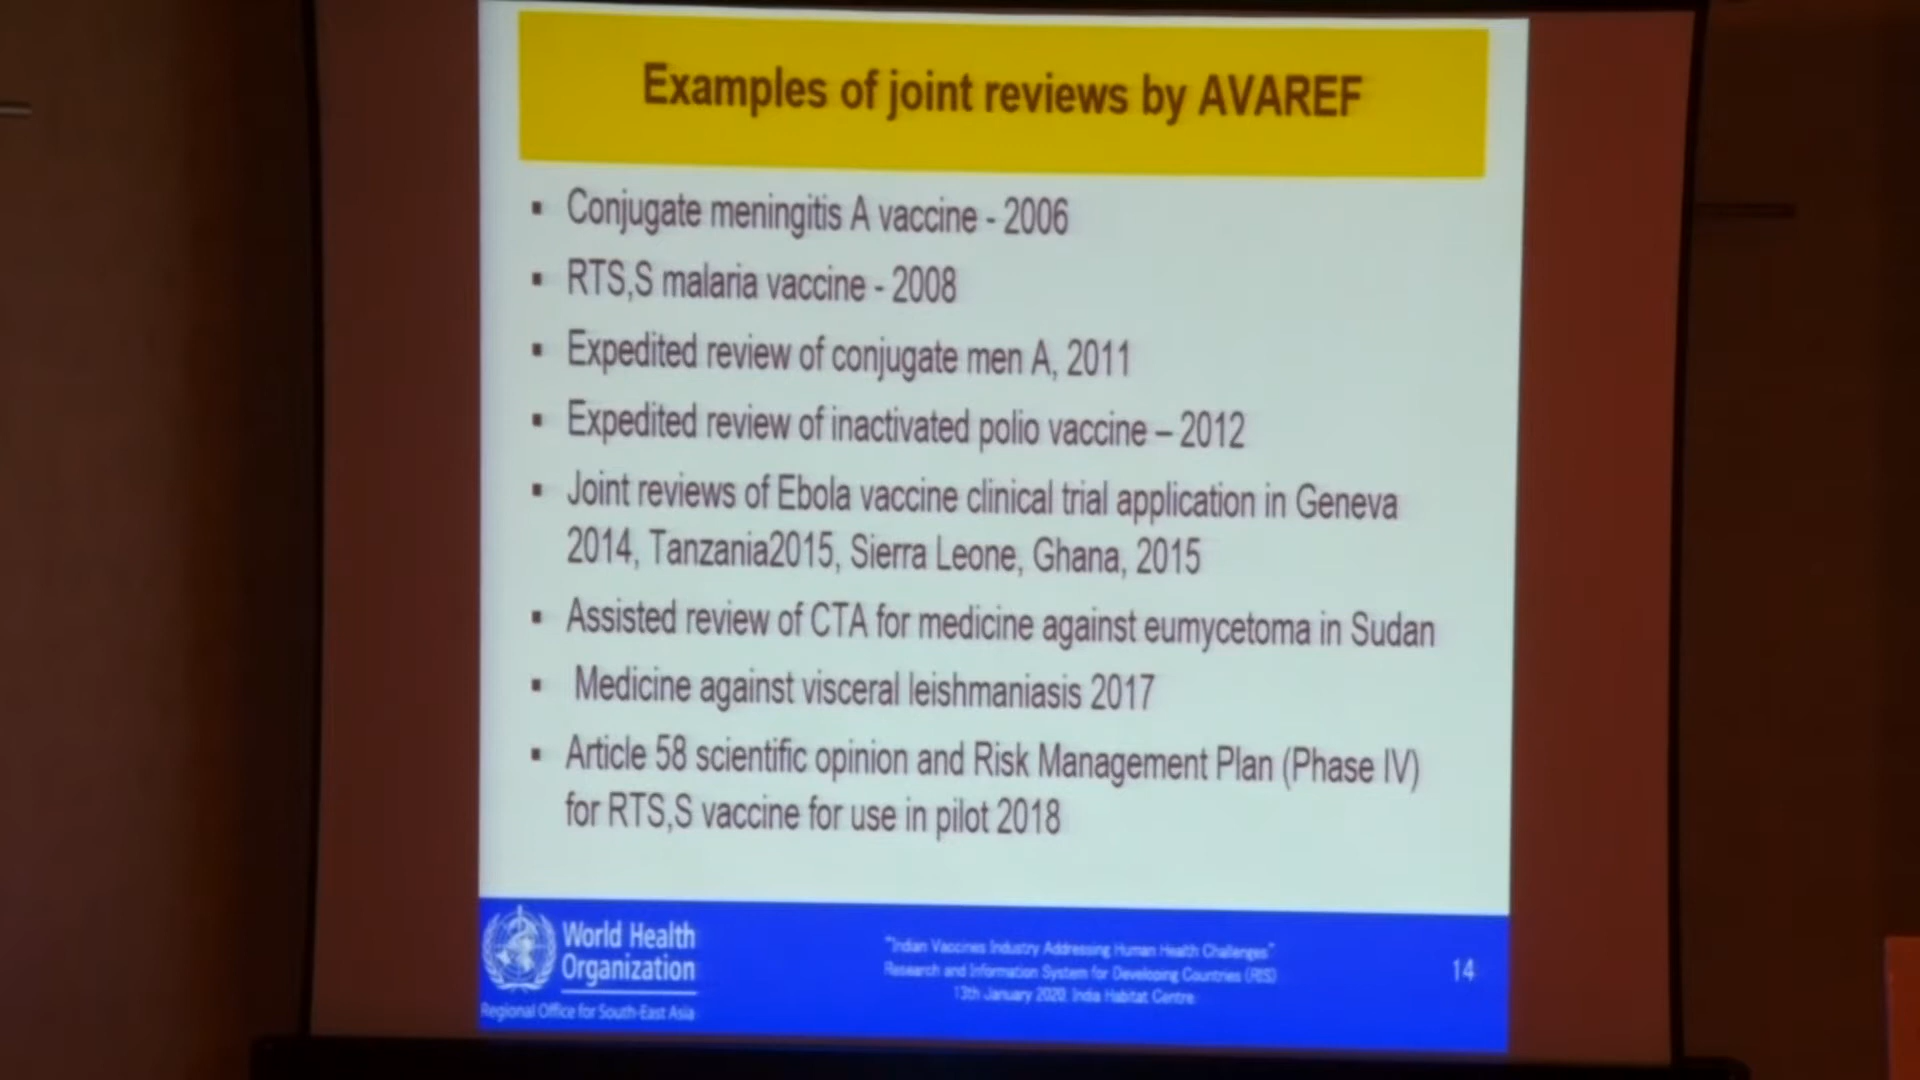 Examples of joint reviews by AVAREF
▪ Conjugate meningitis A vaccine - 2006
▪ RTS,S malaria vaccine - 2008
▪ Expedited review of conjugate men A, 2011
▪ Expedited review of inactivated polio vaccine – 2012
▪ Joint reviews of Ebola vaccine clinical trial application in Geneva
2014, Tanzania2015, Sierra Leone, Ghana, 2015
▪ Assisted review of CTA for medicine against eumycetoma in Sudan
▪ Medicine against visceral leishmaniasis 2017
▪ Article 58 scientific opinion and Risk Management Plan (Phase IV)
for RTS,S vaccine for use in pilot 2018
World Health
Organization
Regional Office for South-East Asia
"Indian Vaccines Industry Addressing Human Health Challenges"
Research and Information System for Developing Countries (RIS)
13th January 2020, India Habitat Centre
14